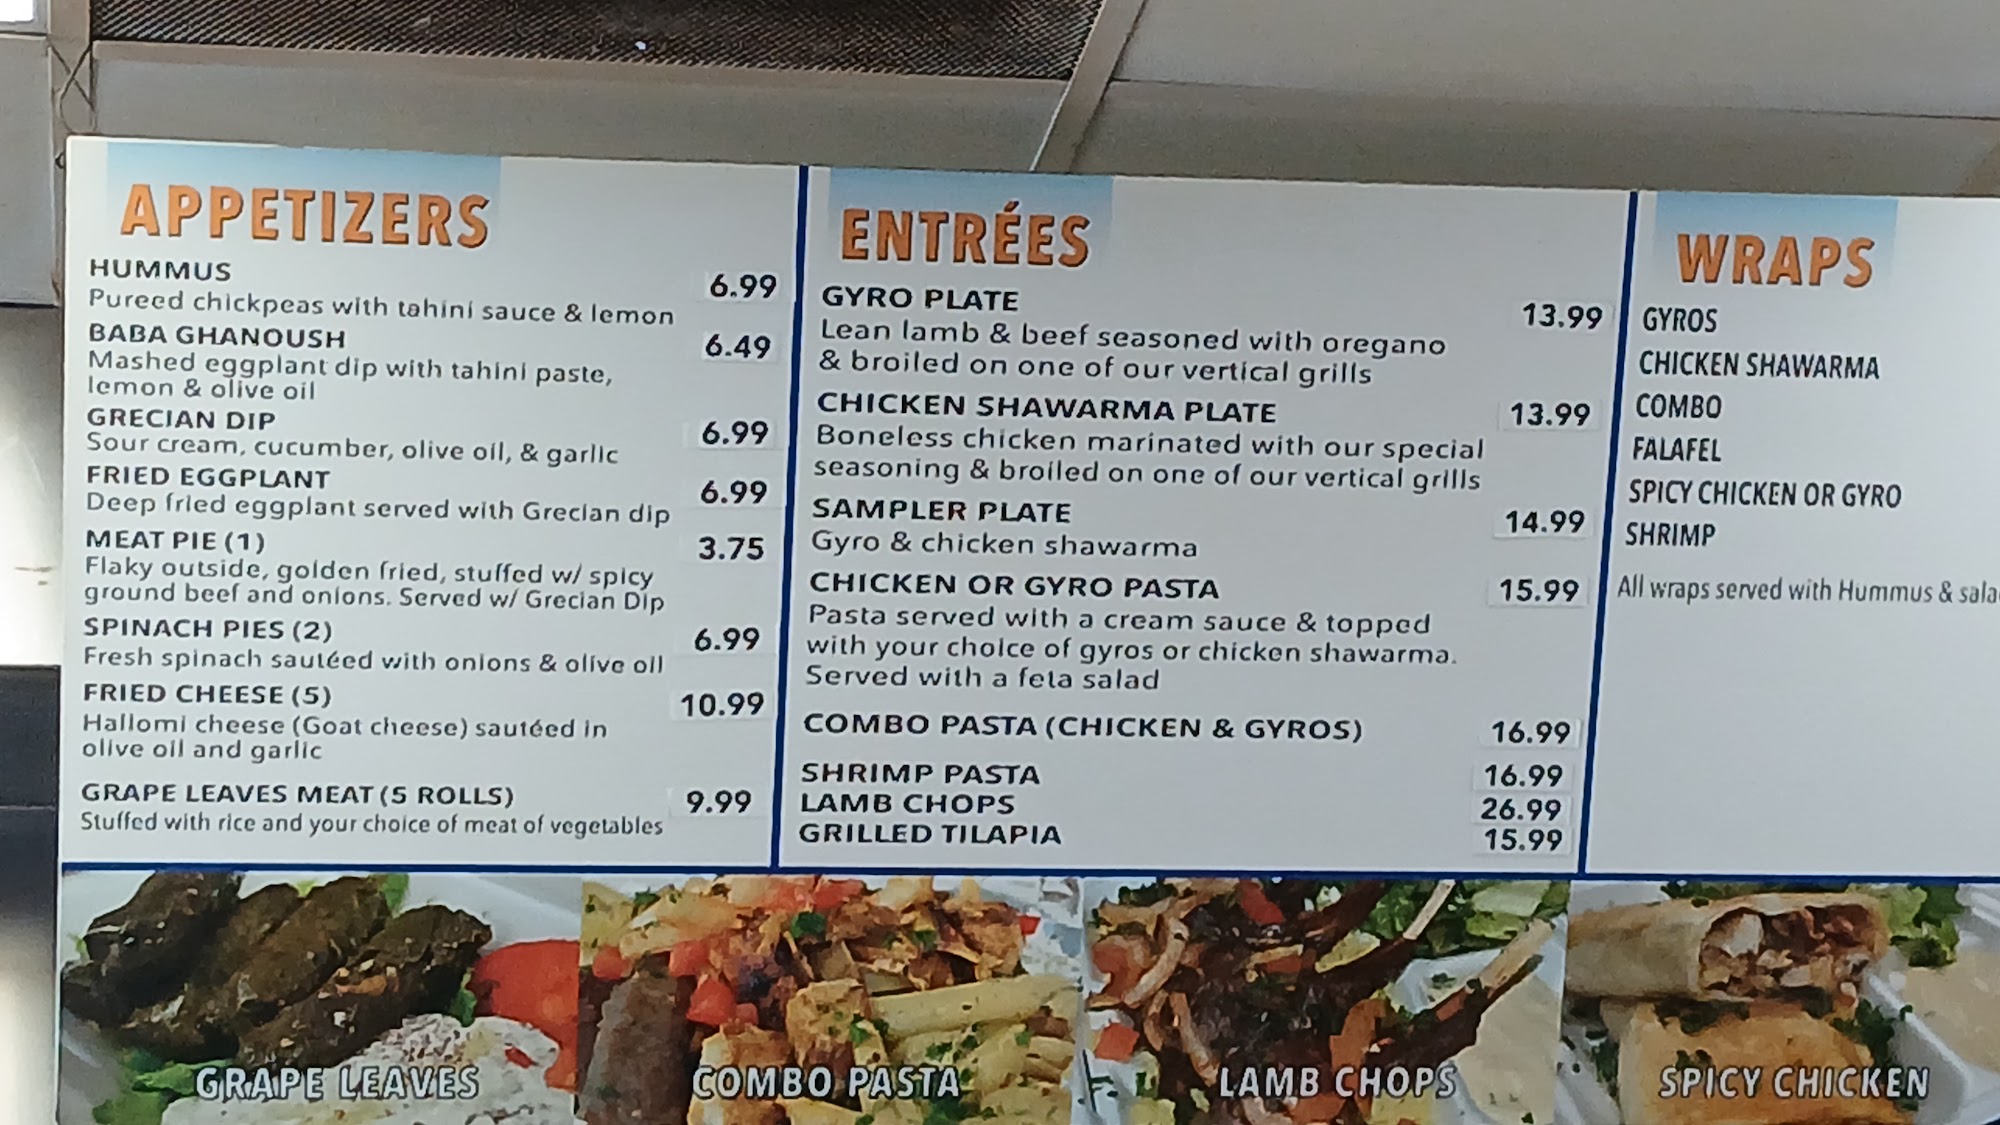 APPETIZERS
HUMMUS 6.99
Pureed chickpeas with tahini sauce & lemon
BABA GHANOUSH 6.49
Mashed eggplant dip with tahini paste,
lemon & olive oil
GRECIAN DIP 6.99
Sour cream, cucumber, olive oil, & garlic
FRIED EGGPLANT 6.99
Deep fried eggplant served with Grecian dip
MEAT PIE (1) 3.75
Flaky outside, golden fried, stuffed w/ spicy
ground beef and onions. Served w/ Grecian Dip
SPINACH PIES (2) 6.99
Fresh spinach sautéed with onions & olive oil
FRIED CHEESE (5) 10.99
Hallomi cheese (Goat cheese) sautéed in
olive oil and garlic
GRAPE LEAVES MEAT (5 ROLLS) 9.99
Stuffed with rice and your choice of meat of vegetables
ENTRÉES
GYRO PLATE 13.99
Lean lamb & beef seasoned with oregano
& broiled on one of our vertical grills
CHICKEN SHAWARMA PLATE 13.99
Boneless chicken marinated with our special
seasoning & broiled on one of our vertical grills
SAMPLER PLATE 14.99
Gyro & chicken shawarma
CHICKEN OR GYRO PASTA 15.99
Pasta served with a cream sauce & topped
with your choice of gyros or chicken shawarma.
Served with a feta salad
COMBO PASTA (CHICKEN & GYROS) 16.99
SHRIMP PASTA 16.99
LAMB CHOPS 26.99
GRILLED TILAPIA 15.99
WRAPS
GYROS
CHICKEN SHAWARMA
COMBO
FALAFEL
SPICY CHICKEN OR GYRO
SHRIMP
All wraps served with Hummus &
GRAPE LEAVES
COMBO PASTA
LAMB CHOPS
SPICY CHICKEN